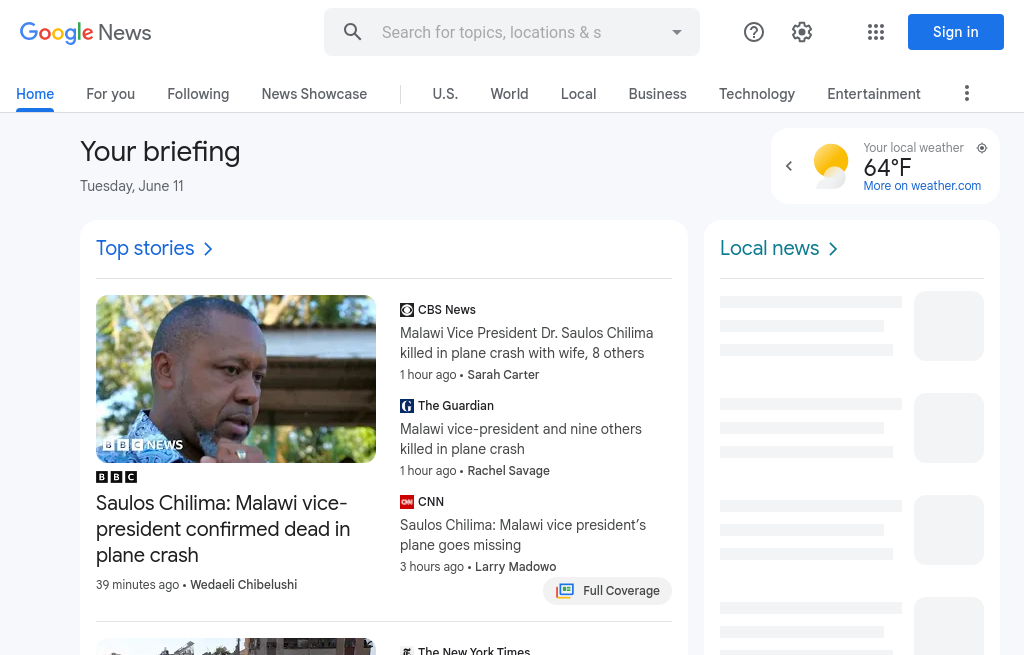 Google News
Search for topics, locations & s
Sign in
Home
For you
Following
News Showcase
U.S.
World
Local
Business
Technology
Entertainment
Your briefing
Tuesday, June 11
Your local weather
64°F
More on weather.com
Top stories
BBC NEWS
BBC
Saulos Chilima: Malawi vice-
president confirmed dead in
plane crash
39 minutes ago • Wedaeli Chibelushi
CBS News
Malawi Vice President Dr. Saulos Chilima
killed in plane crash with wife, 8 others
1 hour ago • Sarah Carter
The Guardian
Malawi vice-president and nine others
killed in plane crash
1 hour ago • Rachel Savage
CNN
CNN
Saulos Chilima: Malawi vice president’s
plane goes missing
3 hours ago • Larry Madowo
Full Coverage
The New York Times
Local news